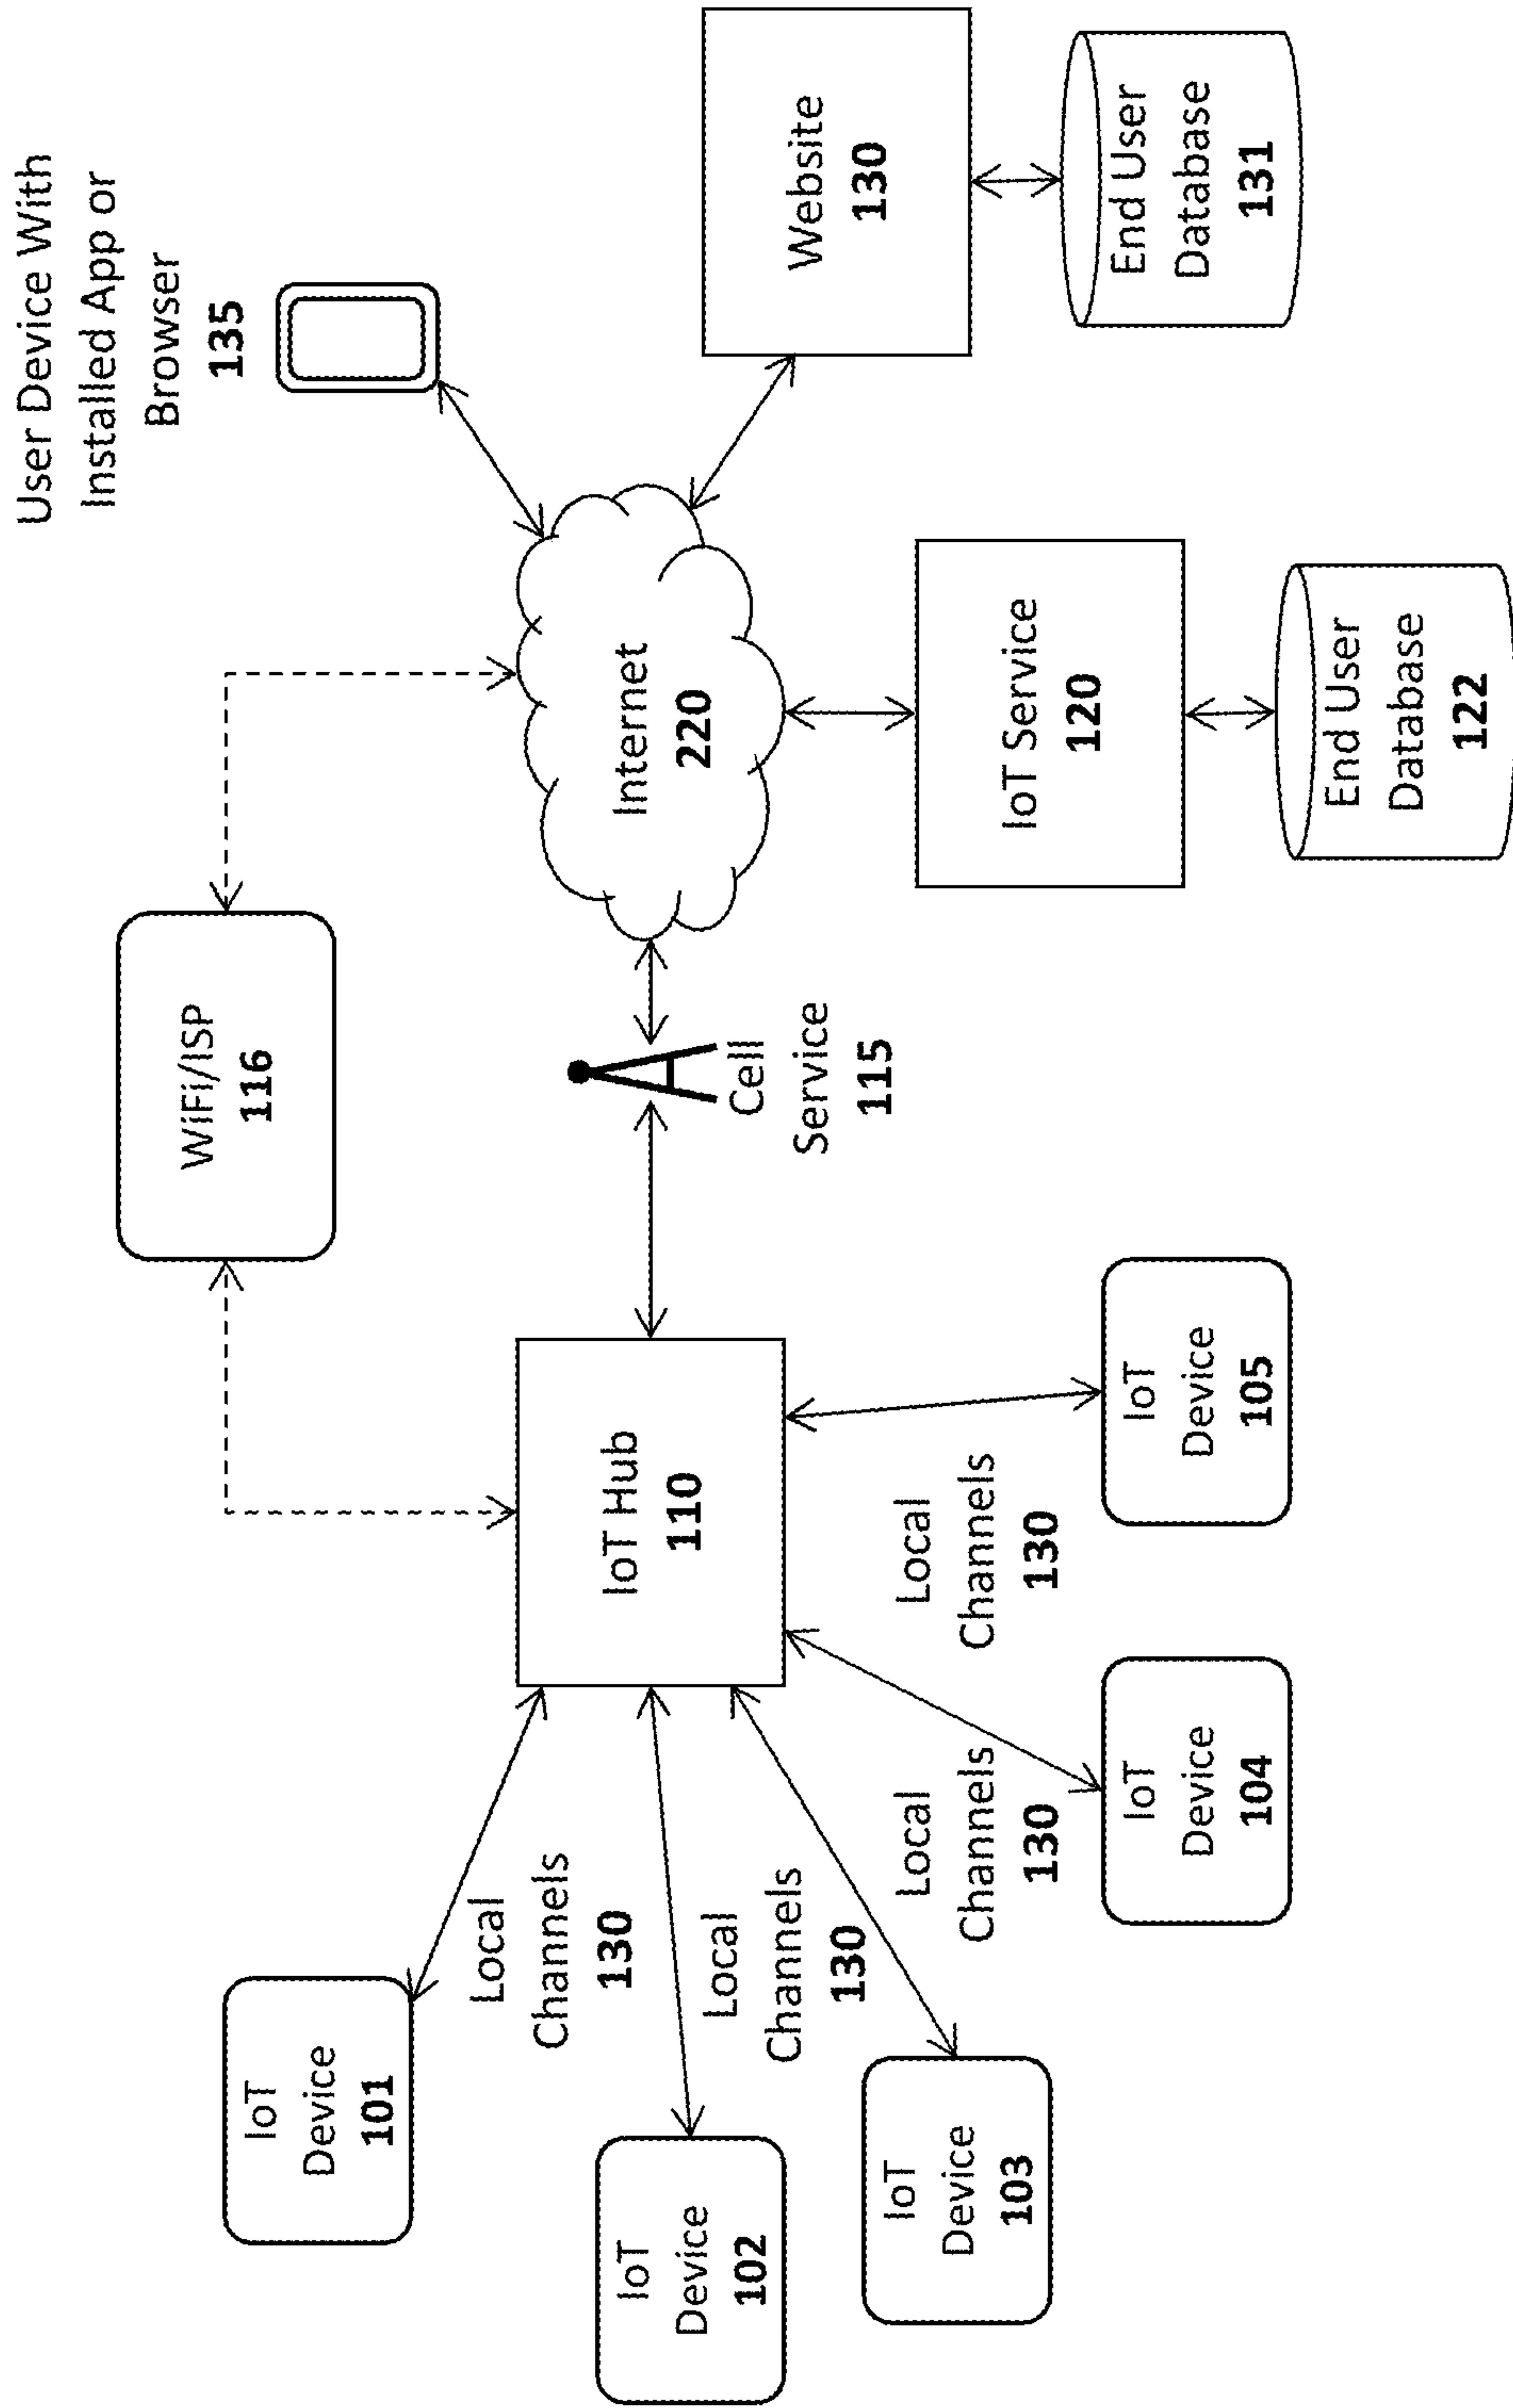 User Device With
Installed App or
Browser
135
WiFi/ISP
116
Internet
220
Website
130
End User
Database
131
IoT Service
120
End User
Database
122
Cell
Service
115
IoT Hub
110
IoT
Device
101
Local
Channels
130
IoT
Device
102
Local
Channels
130
IoT
Device
103
Local
Channels
130
IoT
Device
104
Local
Channels
130
IoT
Device
105